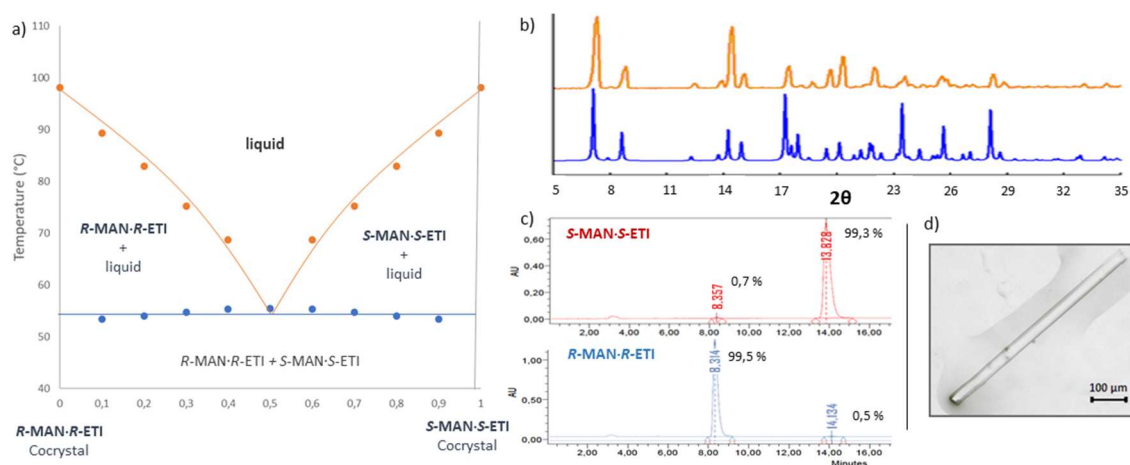 a)
110
100
90
80
70
60
50
40
Temperature (°C)
liquid
R-MAN·R-ETI
+
liquid
S-MAN·S-ETI
+
liquid
R-MAN·R-ETI + S-MAN·S-ETI
0 0,1 0,2 0,3 0,4 0,5 0,6 0,7 0,8 0,9 1
R-MAN·R-ETI
Cocrystal
S-MAN·S-ETI
Cocrystal
b)
5 8 11 14 17 20 23 26 29 32 35
2θ
c)
S-MAN·S-ETI
99,3 %
0,7 %
8.357
13.828
AU
0,60
0,40
0,20
0,00
2,00 4,00 6,00 8,00 10,00 12,00 14,00 16,00
R-MAN·R-ETI
99,5 %
8.314
14.134
0,5 %
AU
1,00
0,50
0,00
0,00 2,00 4,00 6,00 8,00 10,00 12,00 14,00 16,00
Minutes
d)
100 µm